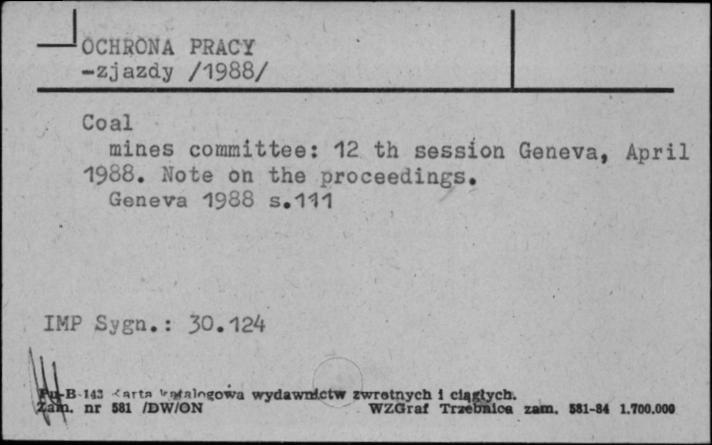 OCHRONA PRACY
-zjazdy /1988/
Coal
mines committee: 12 th session Geneva, April
1988. Note on the proceedings.
Geneva 1988 s.111
IMP Sygn.: 30.124
Pu-B-143 Karta katalogowa wydawnictw zwrotnych i ciągłych.
Zam. nr 581 /DW/ON WZGraf Trzebnica zam. 581-84 1.700.000